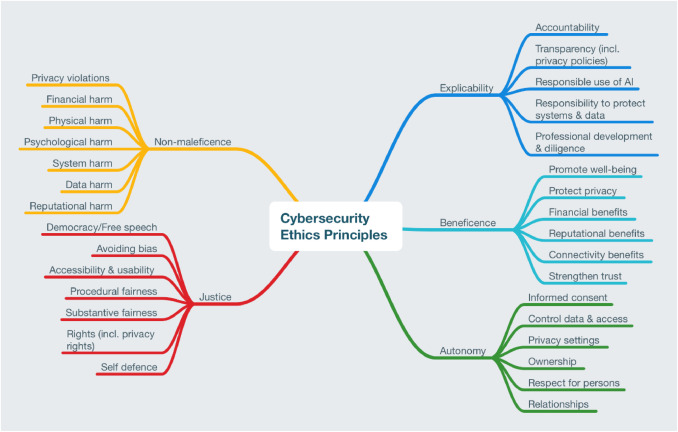 Cybersecurity
Ethics Principles
Explicability
Accountability
Transparency (incl.
privacy policies)
Responsible use of AI
Responsibility to protect
systems & data
Professional development
& diligence
Beneficence
Promote well-being
Protect privacy
Financial benefits
Reputational benefits
Connectivity benefits
Strengthen trust
Autonomy
Informed consent
Control data & access
Privacy settings
Ownership
Respect for persons
Relationships
Non-maleficence
Privacy violations
Financial harm
Physical harm
Psychological harm
System harm
Data harm
Reputational harm
Justice
Democracy/Free speech
Avoiding bias
Accessibility & usability
Procedural fairness
Substantive fairness
Rights (incl. privacy
rights)
Self defence